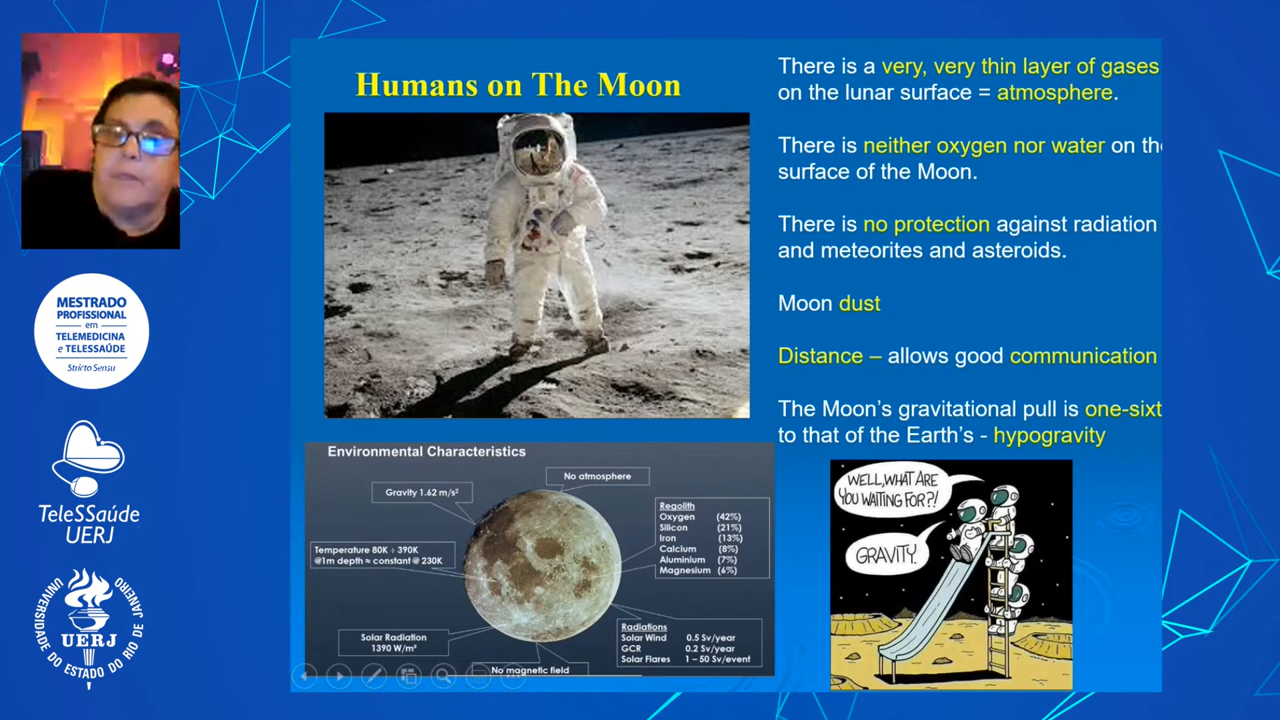 MESTRADO
PROFISSIONAL
em
TELEMEDICINA
e TELESSAÚDE
Stricto Sensu
TeleSSaúde
UERJ
UNIVERSIDADE DO ESTADO DO RIO DE JANEIRO
UERJ
Humans on The Moon
There is a very, very thin layer of gases
on the lunar surface = atmosphere.
There is neither oxygen nor water on the
surface of the Moon.
There is no protection against radiation
and meteorites and asteroids.
Moon dust
Distance – allows good communication
The Moon's gravitational pull is one-sixt
to that of the Earth's - hypogravity
Environmental Characteristics
No atmosphere
Gravity 1.62 m/s²
Regolith
Oxygen (42%)
Silicon (21%)
Iron (13%)
Calcium (8%)
Aluminium (7%)
Magnesium (6%)
Temperature 80K ÷ 390K
@1m depth ≈ constant @ 230K
Solar Radiation
1390 W/m²
Radiations
Solar Wind 0.5 Sv/year
GCR 0.2 Sv/year
Solar Flares 1 – 50 Sv/event
No magnetic field
WELL, WHAT ARE
YOU WAITING FOR?!
GRAVITY.